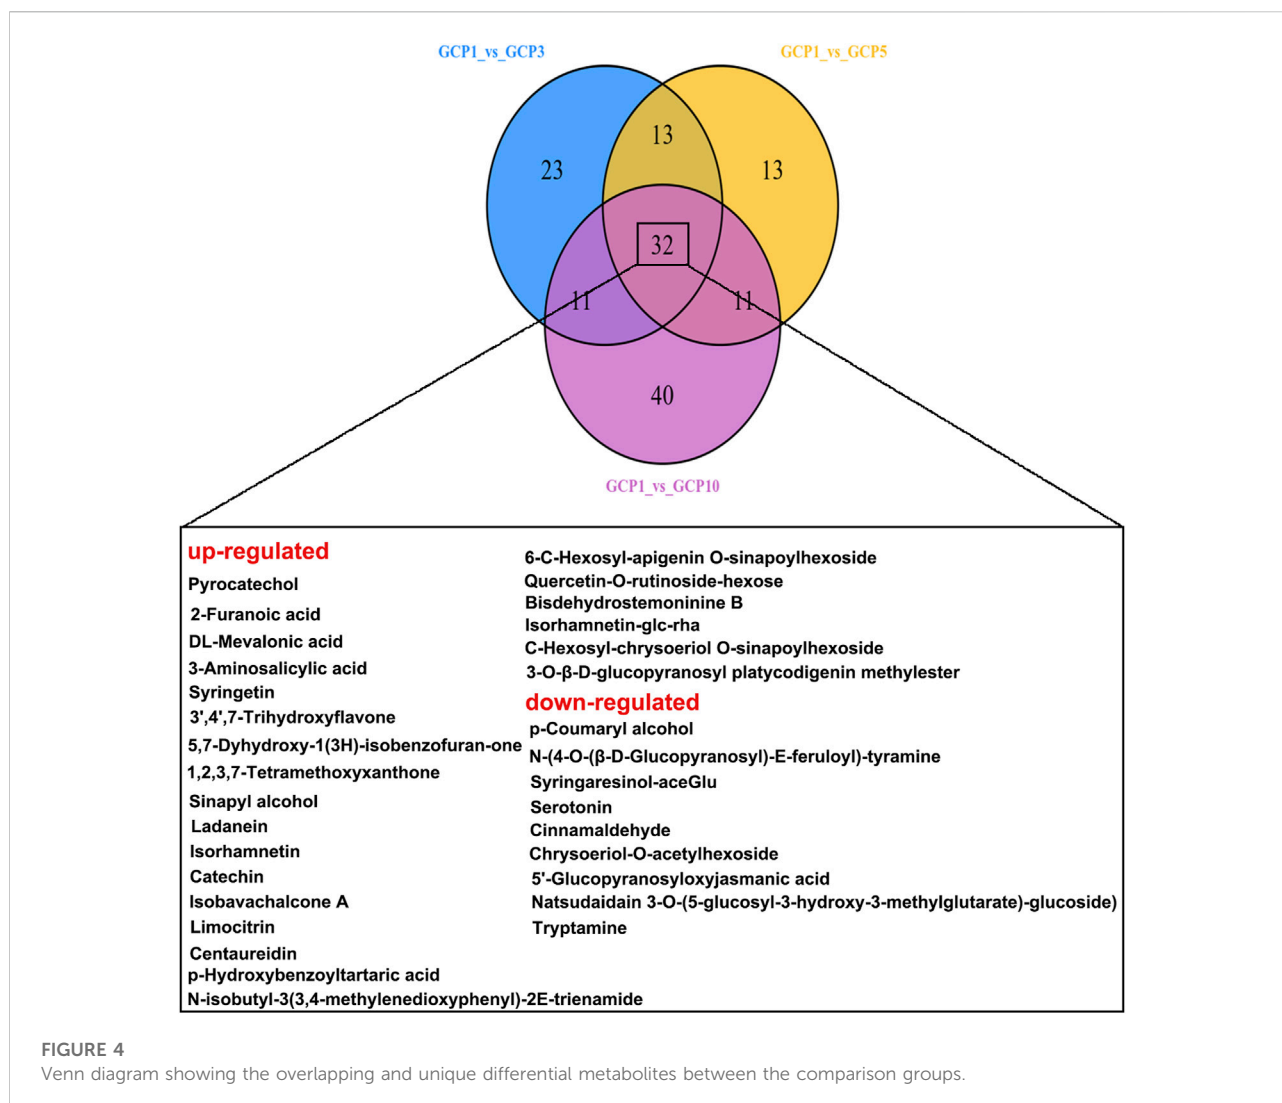 GCP1_vs_GCP3
GCP1_vs_GCP5
13
23
13
32
11
11
40
GCP1_vs_GCP10
up-regulated
Pyrocatechol
2-Furanoic acid
DL-Mevalonic acid
3-Aminosalicylic acid
Syringetin
3',4',7-Trihydroxyflavone
5,7-Dyhydroxy-1(3H)-isobenzofuran-one
1,2,3,7-Tetramethoxyxanthone
Sinapyl alcohol
Ladanein
Isorhamnetin
Catechin
Isobavachalcone A
Limocitrin
Centaureidin
p-Hydroxybenzoyltartaric acid
N-isobutyl-3(3,4-methylenedioxyphenyl)-2E-trienamide
6-C-Hexosyl-apigenin O-sinapoylhexoside
Quercetin-O-rutinoside-hexose
Bisdehydrostemoninine B
Isorhamnetin-glc-rha
C-Hexosyl-chrysoeriol O-sinapoylhexoside
3-O-β-D-glucopyranosyl platycodigenin methylester
down-regulated
p-Coumaryl alcohol
N-(4-O-(β-D-Glucopyranosyl)-E-feruloyl)-tyramine
Syringaresinol-aceGlu
Serotonin
Cinnamaldehyde
Chrysoeriol-O-acetylhexoside
5'-Glucopyranosyloxyjasmanic acid
Natsudaidain 3-O-(5-glucosyl-3-hydroxy-3-methylglutarate)-glucoside)
Tryptamine
FIGURE 4
Venn diagram showing the overlapping and unique differential metabolites between the comparison groups.